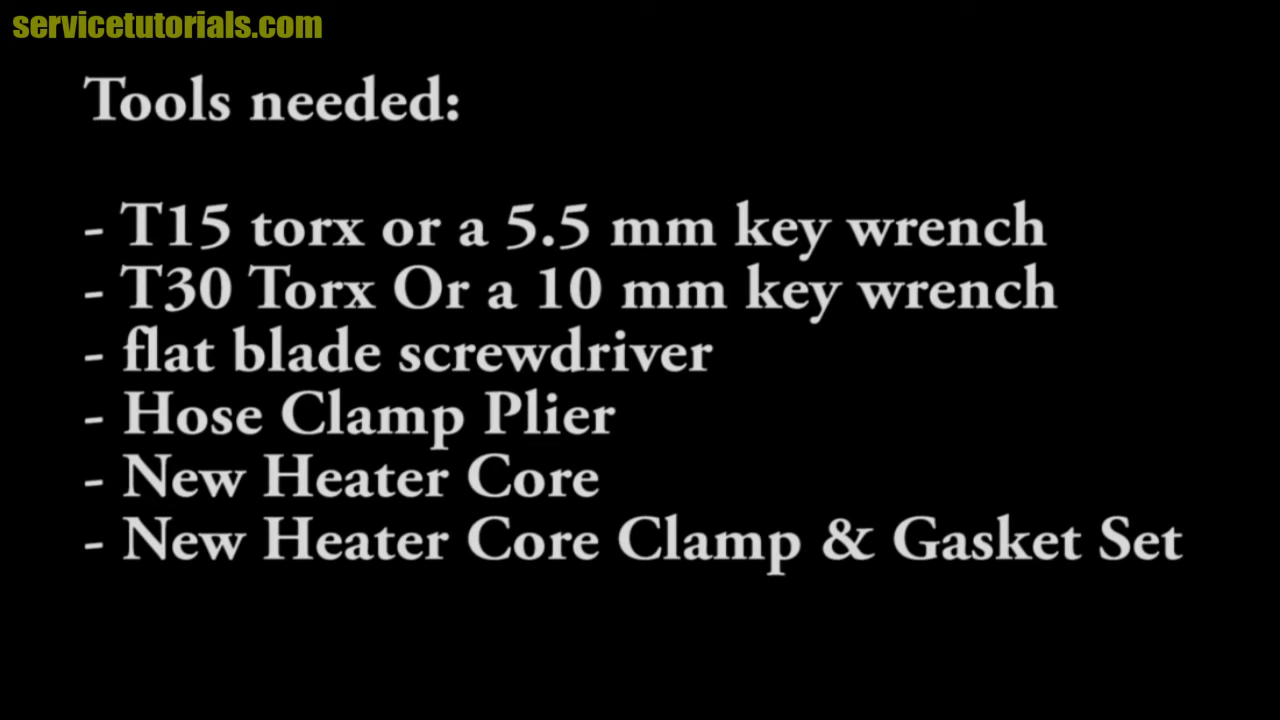 servicetutorials.com
Tools needed:
- T15 torx or a 5.5 mm key wrench
- T30 Torx Or a 10 mm key wrench
- flat blade screwdriver
- Hose Clamp Plier
- New Heater Core
- New Heater Core Clamp & Gasket Set